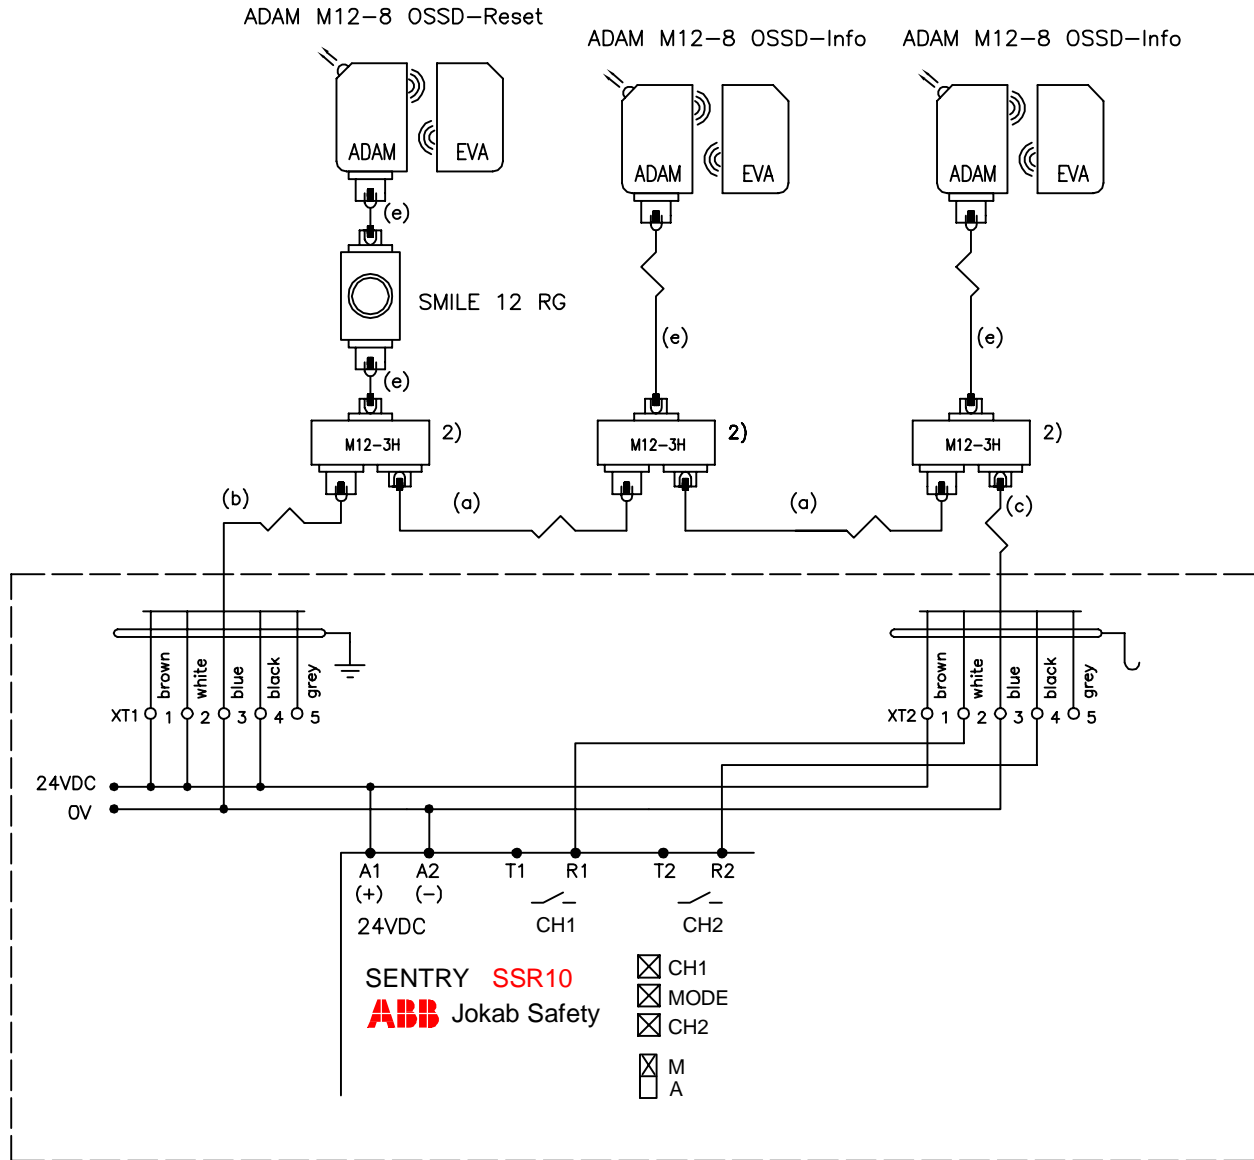 ADAM M12-8 OSSD-Reset
ADAM M12-8 OSSD-Info
ADAM M12-8 OSSD-Info
ADAM
EVA
ADAM
EVA
ADAM
EVA
(e)
SMILE 12 RG
(e)
(e)
(e)
M12-3H
2)
M12-3H
2)
M12-3H
2)
(b)
(a)
(a)
(c)
brown
white
blue
black
grey
XT1 1 2 3 4 5
brown
white
blue
black
grey
XT2 1 2 3 4 5
24VDC
0V
A1 A2 T1 R1 T2 R2
(+) (-)
24VDC
CH1
CH2
SENTRY SSR10
ABB Jokab Safety
CH1
MODE
CH2
M
A